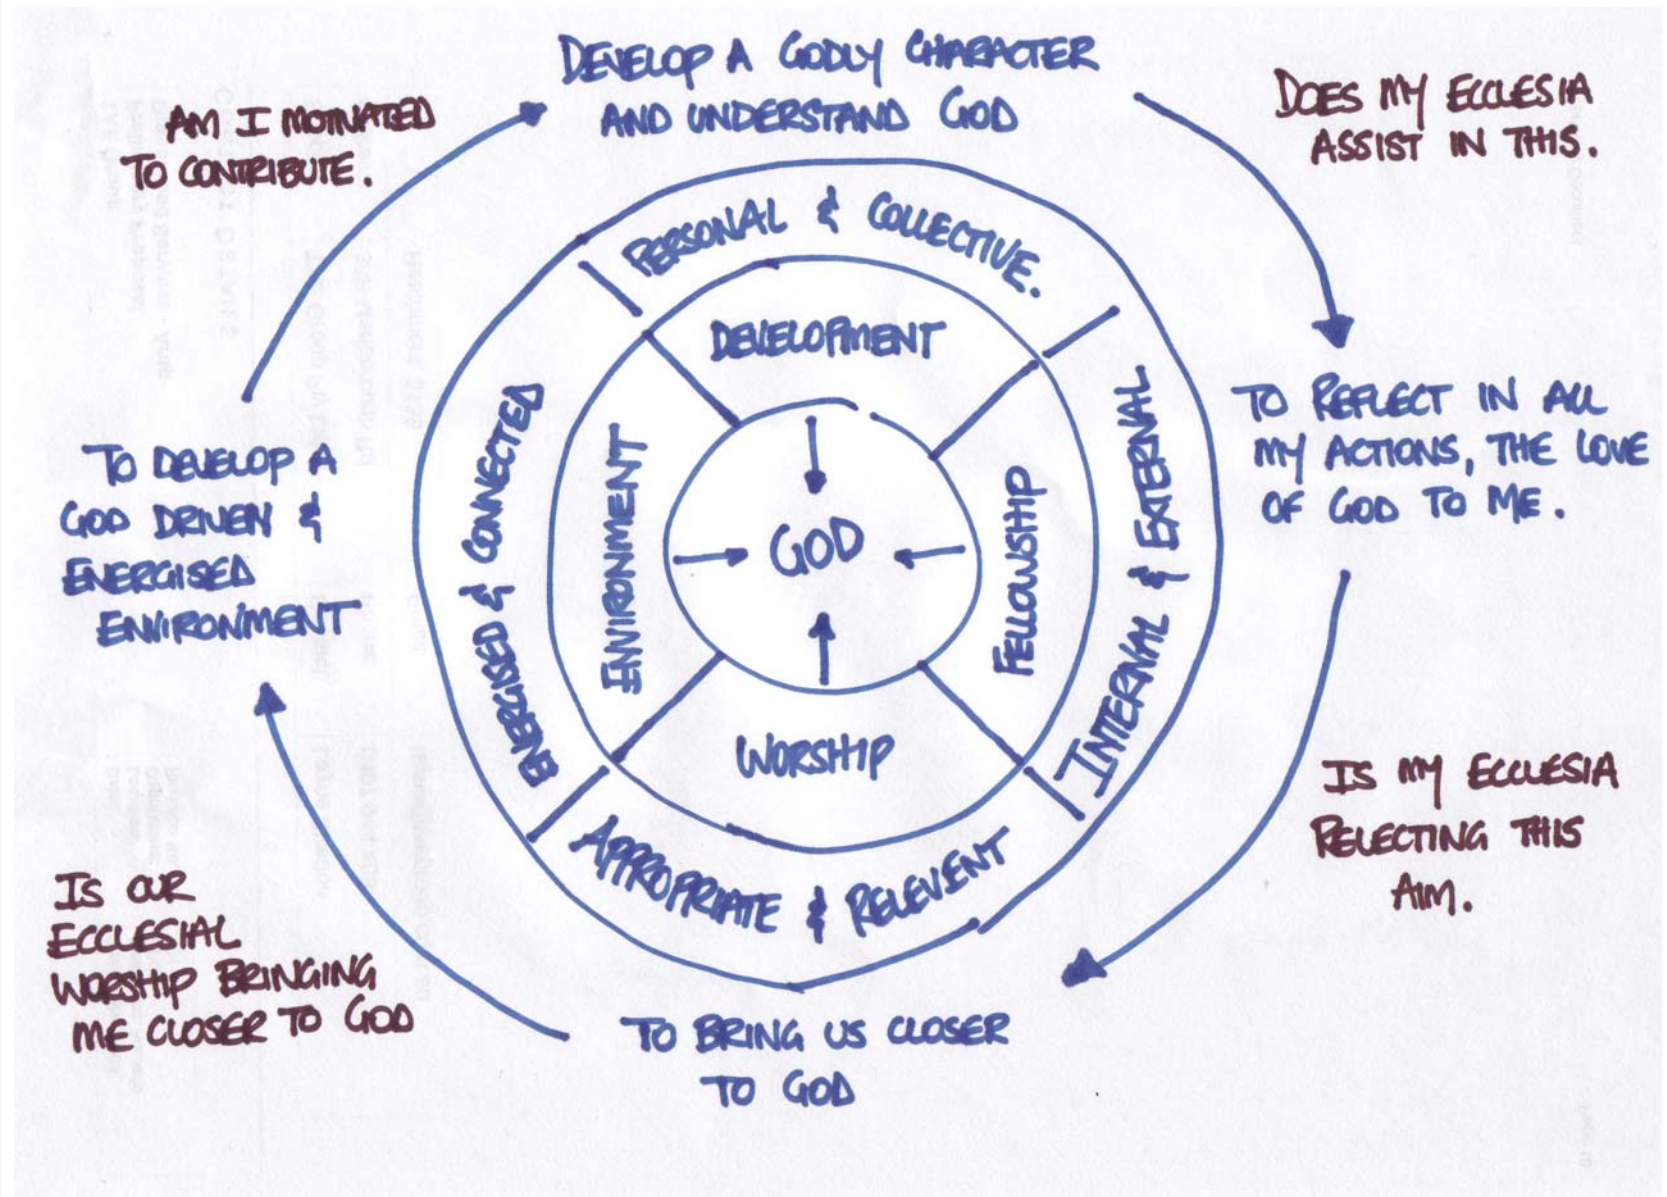 DEVELOP A GODLY CHARACTER
AND UNDERSTAND GOD
AM I MOTIVATED
TO CONTRIBUTE.
DOES MY ECCLESIA
ASSIST IN THIS.
PERSONAL & COLLECTIVE.
DEVELOPMENT
TO REFLECT IN ALL
MY ACTIONS, THE LOVE
OF GOD TO ME.
TO DEVELOP A
GOD DRIVEN &
ENERGISED
ENVIRONMENT
ENERGISED & CONNECTED
ENVIRONMENT
GOD
FELLOWSHIP
INTERNAL & EXTERNAL
WORSHIP
APPROPRIATE & RELEVENT
IS MY ECCLESIA
RELECTING THIS
AIM.
IS OUR
ECCLESIAL
WORSHIP BRINGING
ME CLOSER TO GOD
TO BRING US CLOSER
TO GOD